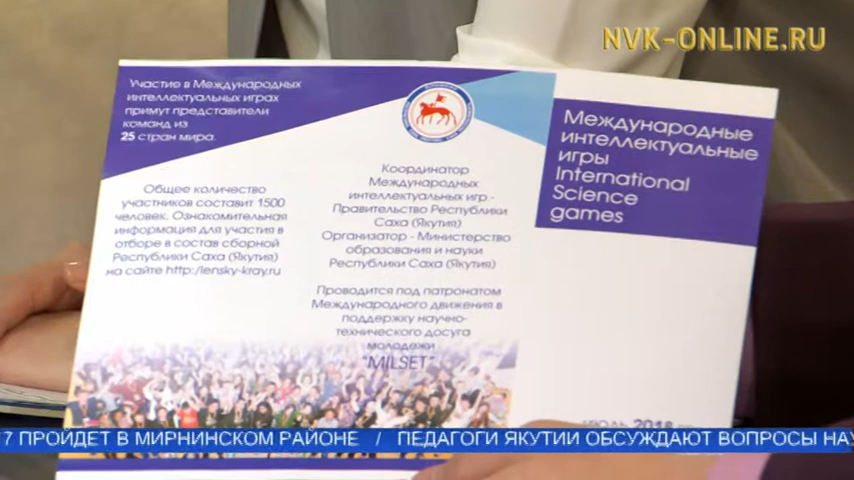 NVK-ONLINE.RU
Участие в Международных
интеллектуальных играх
примут представители
команд из
25 стран мира.
Общее количество
участников составит 1500
человек. Ознакомительная
информация для участия в
отборе в состав сборной
Республики Саха (Якутия)
на сайте http:/lensky-kray.ru
Координатор
Международных
интеллектуальных игр -
Правительство Республики
Саха (Якутия)
Организатор - Министерство
образования и науки
Республики Саха (Якутия)
Проводится под патронатом
Международного движения в
поддержку научно-
технического досуга
молодежи
"MILSET"
Международные
интеллектуальные
игры
International
Science
games
июль 2018
7 ПРОЙДЕТ В МИРНИНСКОМ РАЙОНЕ / ПЕДАГОГИ ЯКУТИИ ОБСУЖДАЮТ ВОПРОСЫ НАУ